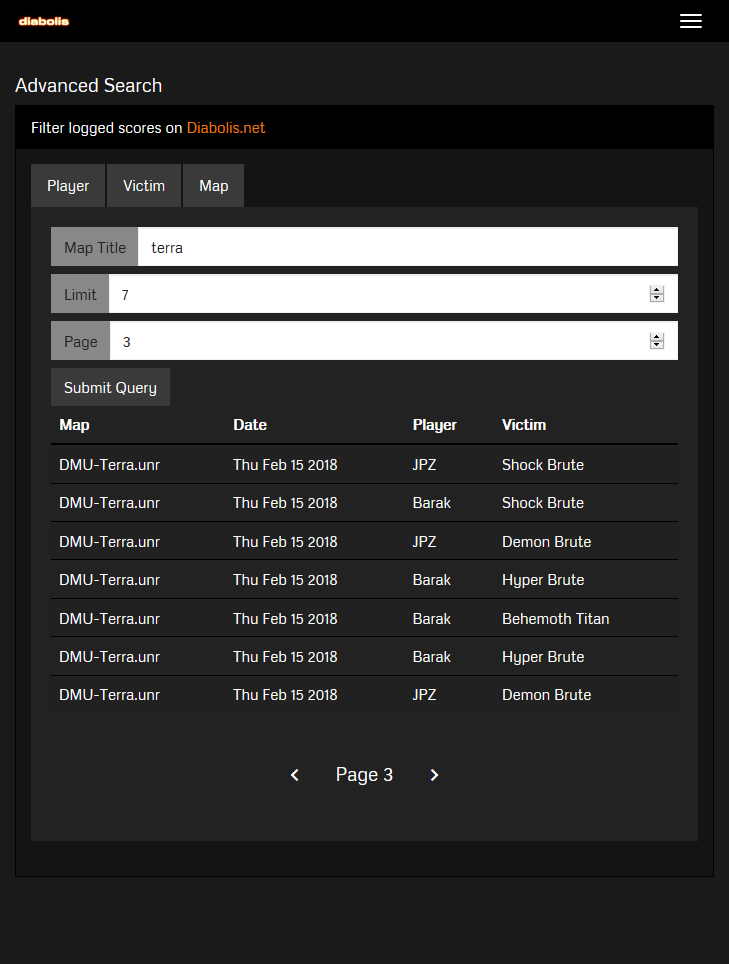 diabolis
Advanced Search
Filter logged scores on Diabolis.net
Player Victim Map
Map Title terra
Limit 7
Page 3
Submit Query
Map Date Player Victim
DMU-Terra.unr Thu Feb 15 2018 JPZ Shock Brute
DMU-Terra.unr Thu Feb 15 2018 Barak Shock Brute
DMU-Terra.unr Thu Feb 15 2018 JPZ Demon Brute
DMU-Terra.unr Thu Feb 15 2018 Barak Hyper Brute
DMU-Terra.unr Thu Feb 15 2018 Barak Behemoth Titan
DMU-Terra.unr Thu Feb 15 2018 Barak Hyper Brute
DMU-Terra.unr Thu Feb 15 2018 JPZ Demon Brute
Page 3